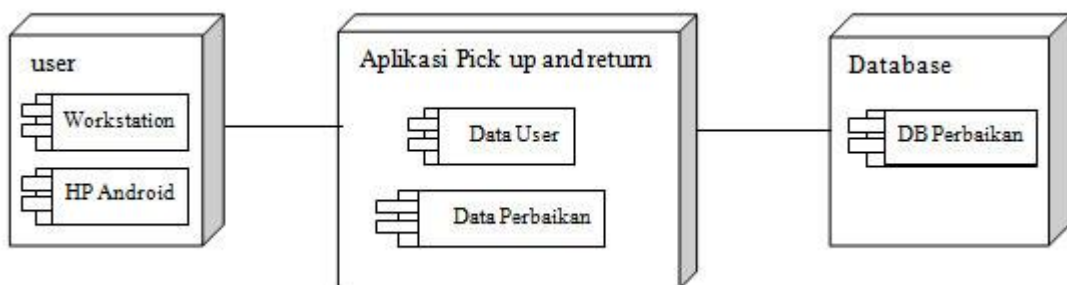 user
Workstation
HP Android
Aplikasi Pick up and return
Data User
Data Perbaikan
Database
DB Perbaikan